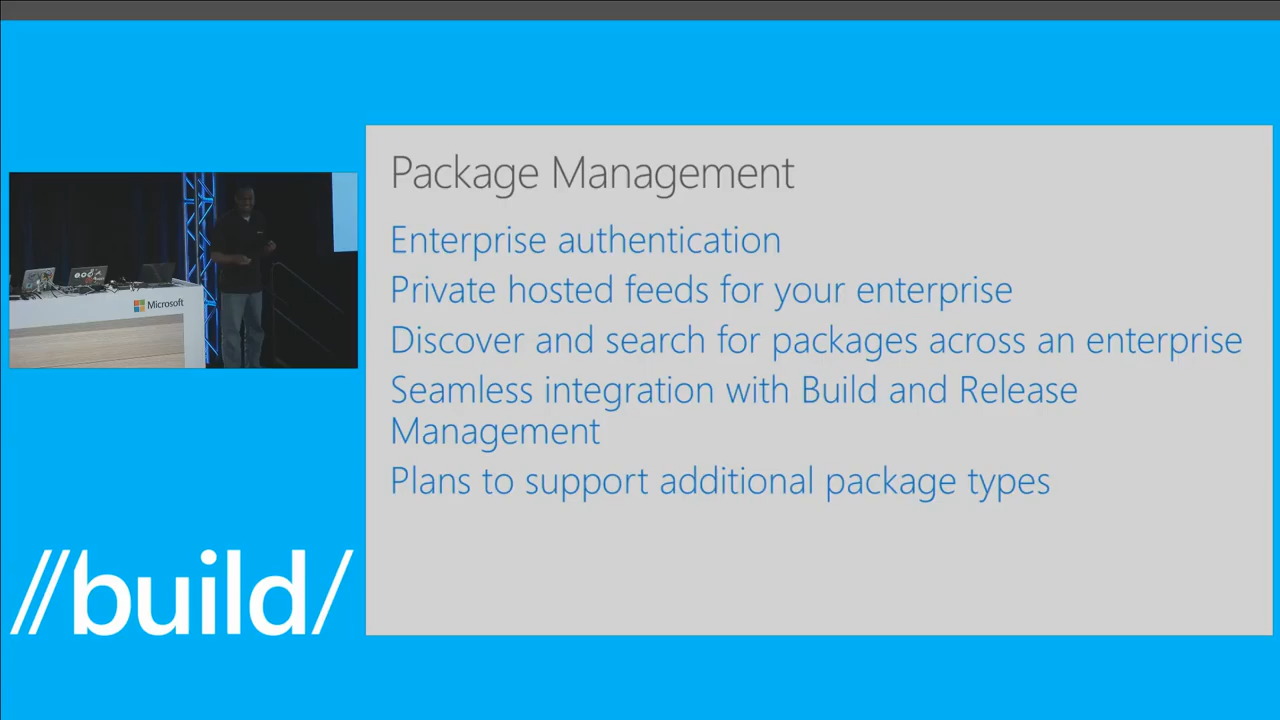 Package Management
Enterprise authentication
Private hosted feeds for your enterprise
Discover and search for packages across an enterprise
Seamless integration with Build and Release
Management
Plans to support additional package types
Microsoft
//build/